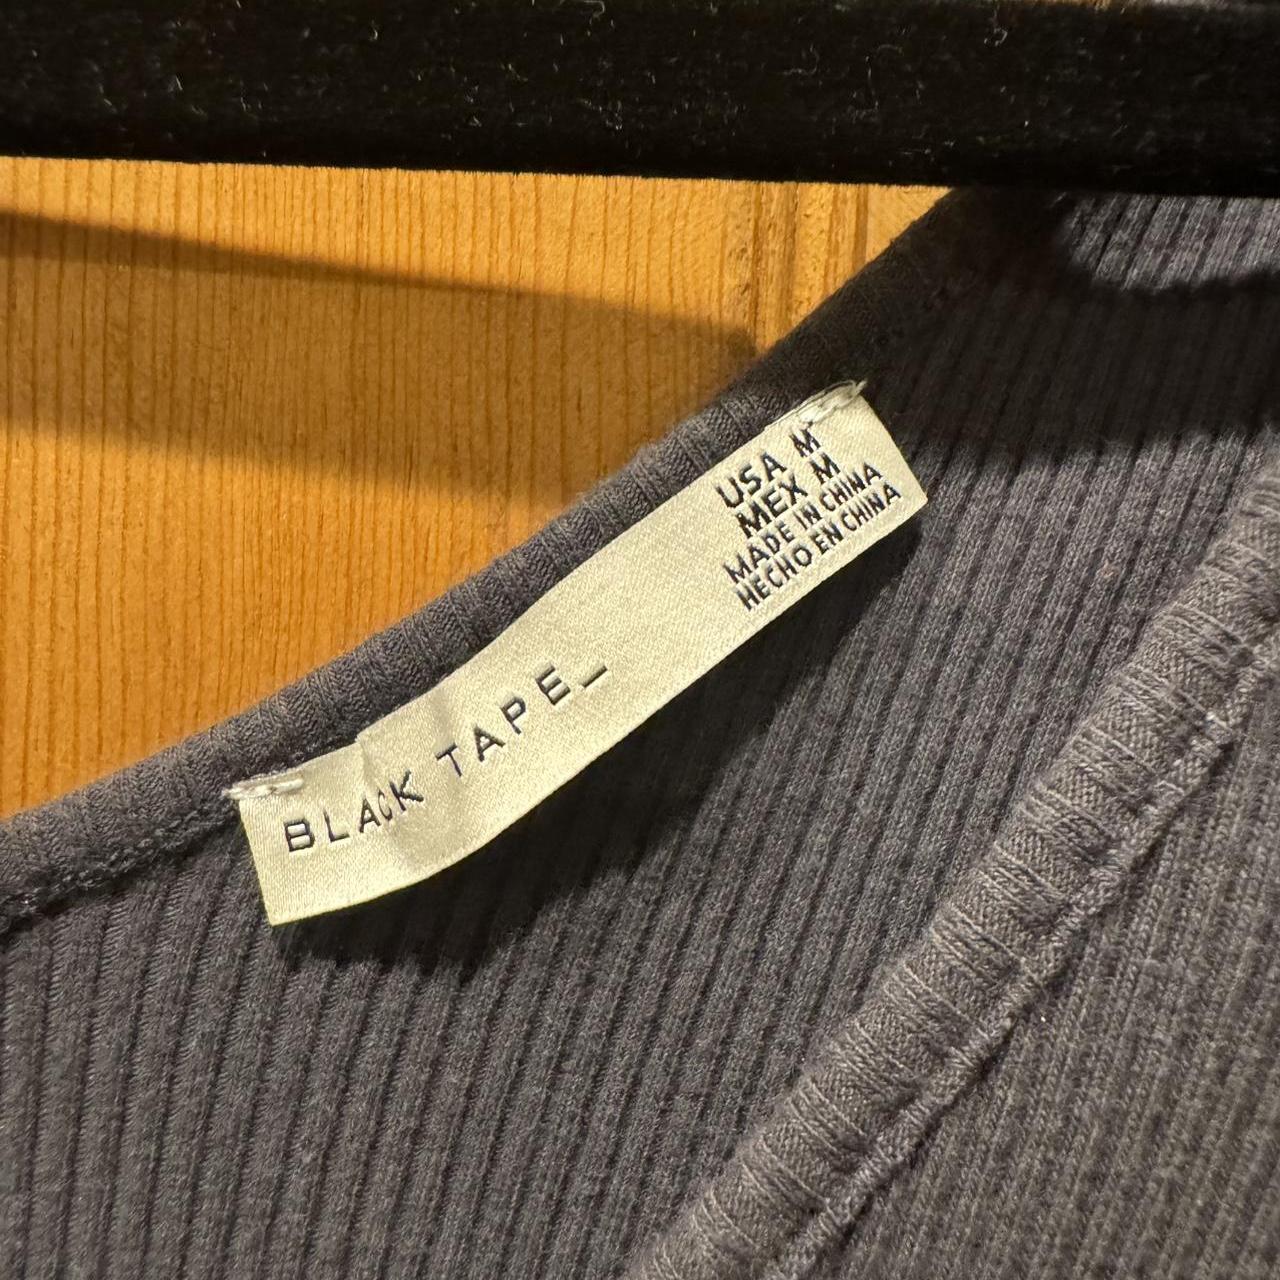 BLACK TAPE_
USA M
MEX M
MADE IN CHINA
HECHO EN CHINA